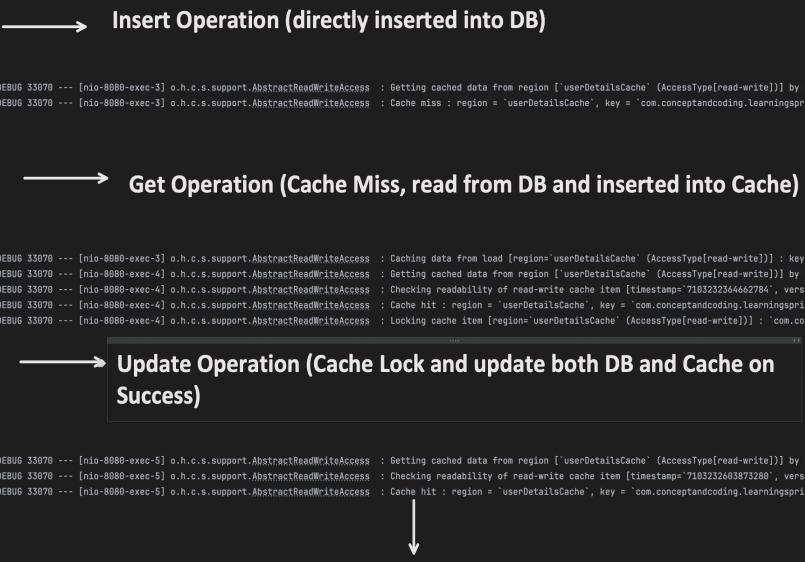 Insert Operation (directly inserted into DB)
DEBUG 33070 --- [nio-8080-exec-3] o.h.c.s.support.AbstractReadWriteAccess : Getting cached data from region [`userDetailsCache` (AccessType[read-write])] by
DEBUG 33070 --- [nio-8080-exec-3] o.h.c.s.support.AbstractReadWriteAccess : Cache miss : region = `userDetailsCache`, key = `com.conceptandcoding.learningspr
Get Operation (Cache Miss, read from DB and inserted into Cache)
DEBUG 33070 --- [nio-8080-exec-3] o.h.c.s.support.AbstractReadWriteAccess : Caching data from load [region=`userDetailsCache` (AccessType[read-write])] : key
DEBUG 33070 --- [nio-8080-exec-4] o.h.c.s.support.AbstractReadWriteAccess : Getting cached data from region [`userDetailsCache` (AccessType[read-write])] by
DEBUG 33070 --- [nio-8080-exec-4] o.h.c.s.support.AbstractReadWriteAccess : Checking readability of read-write cache item [timestamp=`7103232364662784`, vers
DEBUG 33070 --- [nio-8080-exec-4] o.h.c.s.support.AbstractReadWriteAccess : Cache hit : region = `userDetailsCache`, key = `com.conceptandcoding.learningspri
DEBUG 33070 --- [nio-8080-exec-4] o.h.c.s.support.AbstractReadWriteAccess : Locking cache item [region=`userDetailsCache` (AccessType[read-write])] : `com.co
Update Operation (Cache Lock and update both DB and Cache on
Success)
DEBUG 33070 --- [nio-8080-exec-5] o.h.c.s.support.AbstractReadWriteAccess : Getting cached data from region [`userDetailsCache` (AccessType[read-write])] by
DEBUG 33070 --- [nio-8080-exec-5] o.h.c.s.support.AbstractReadWriteAccess : Checking readability of read-write cache item [timestamp=`7103232603873280`, vers
DEBUG 33070 --- [nio-8080-exec-5] o.h.c.s.support.AbstractReadWriteAccess : Cache hit : region = `userDetailsCache`, key = `com.conceptandcoding.learningspri